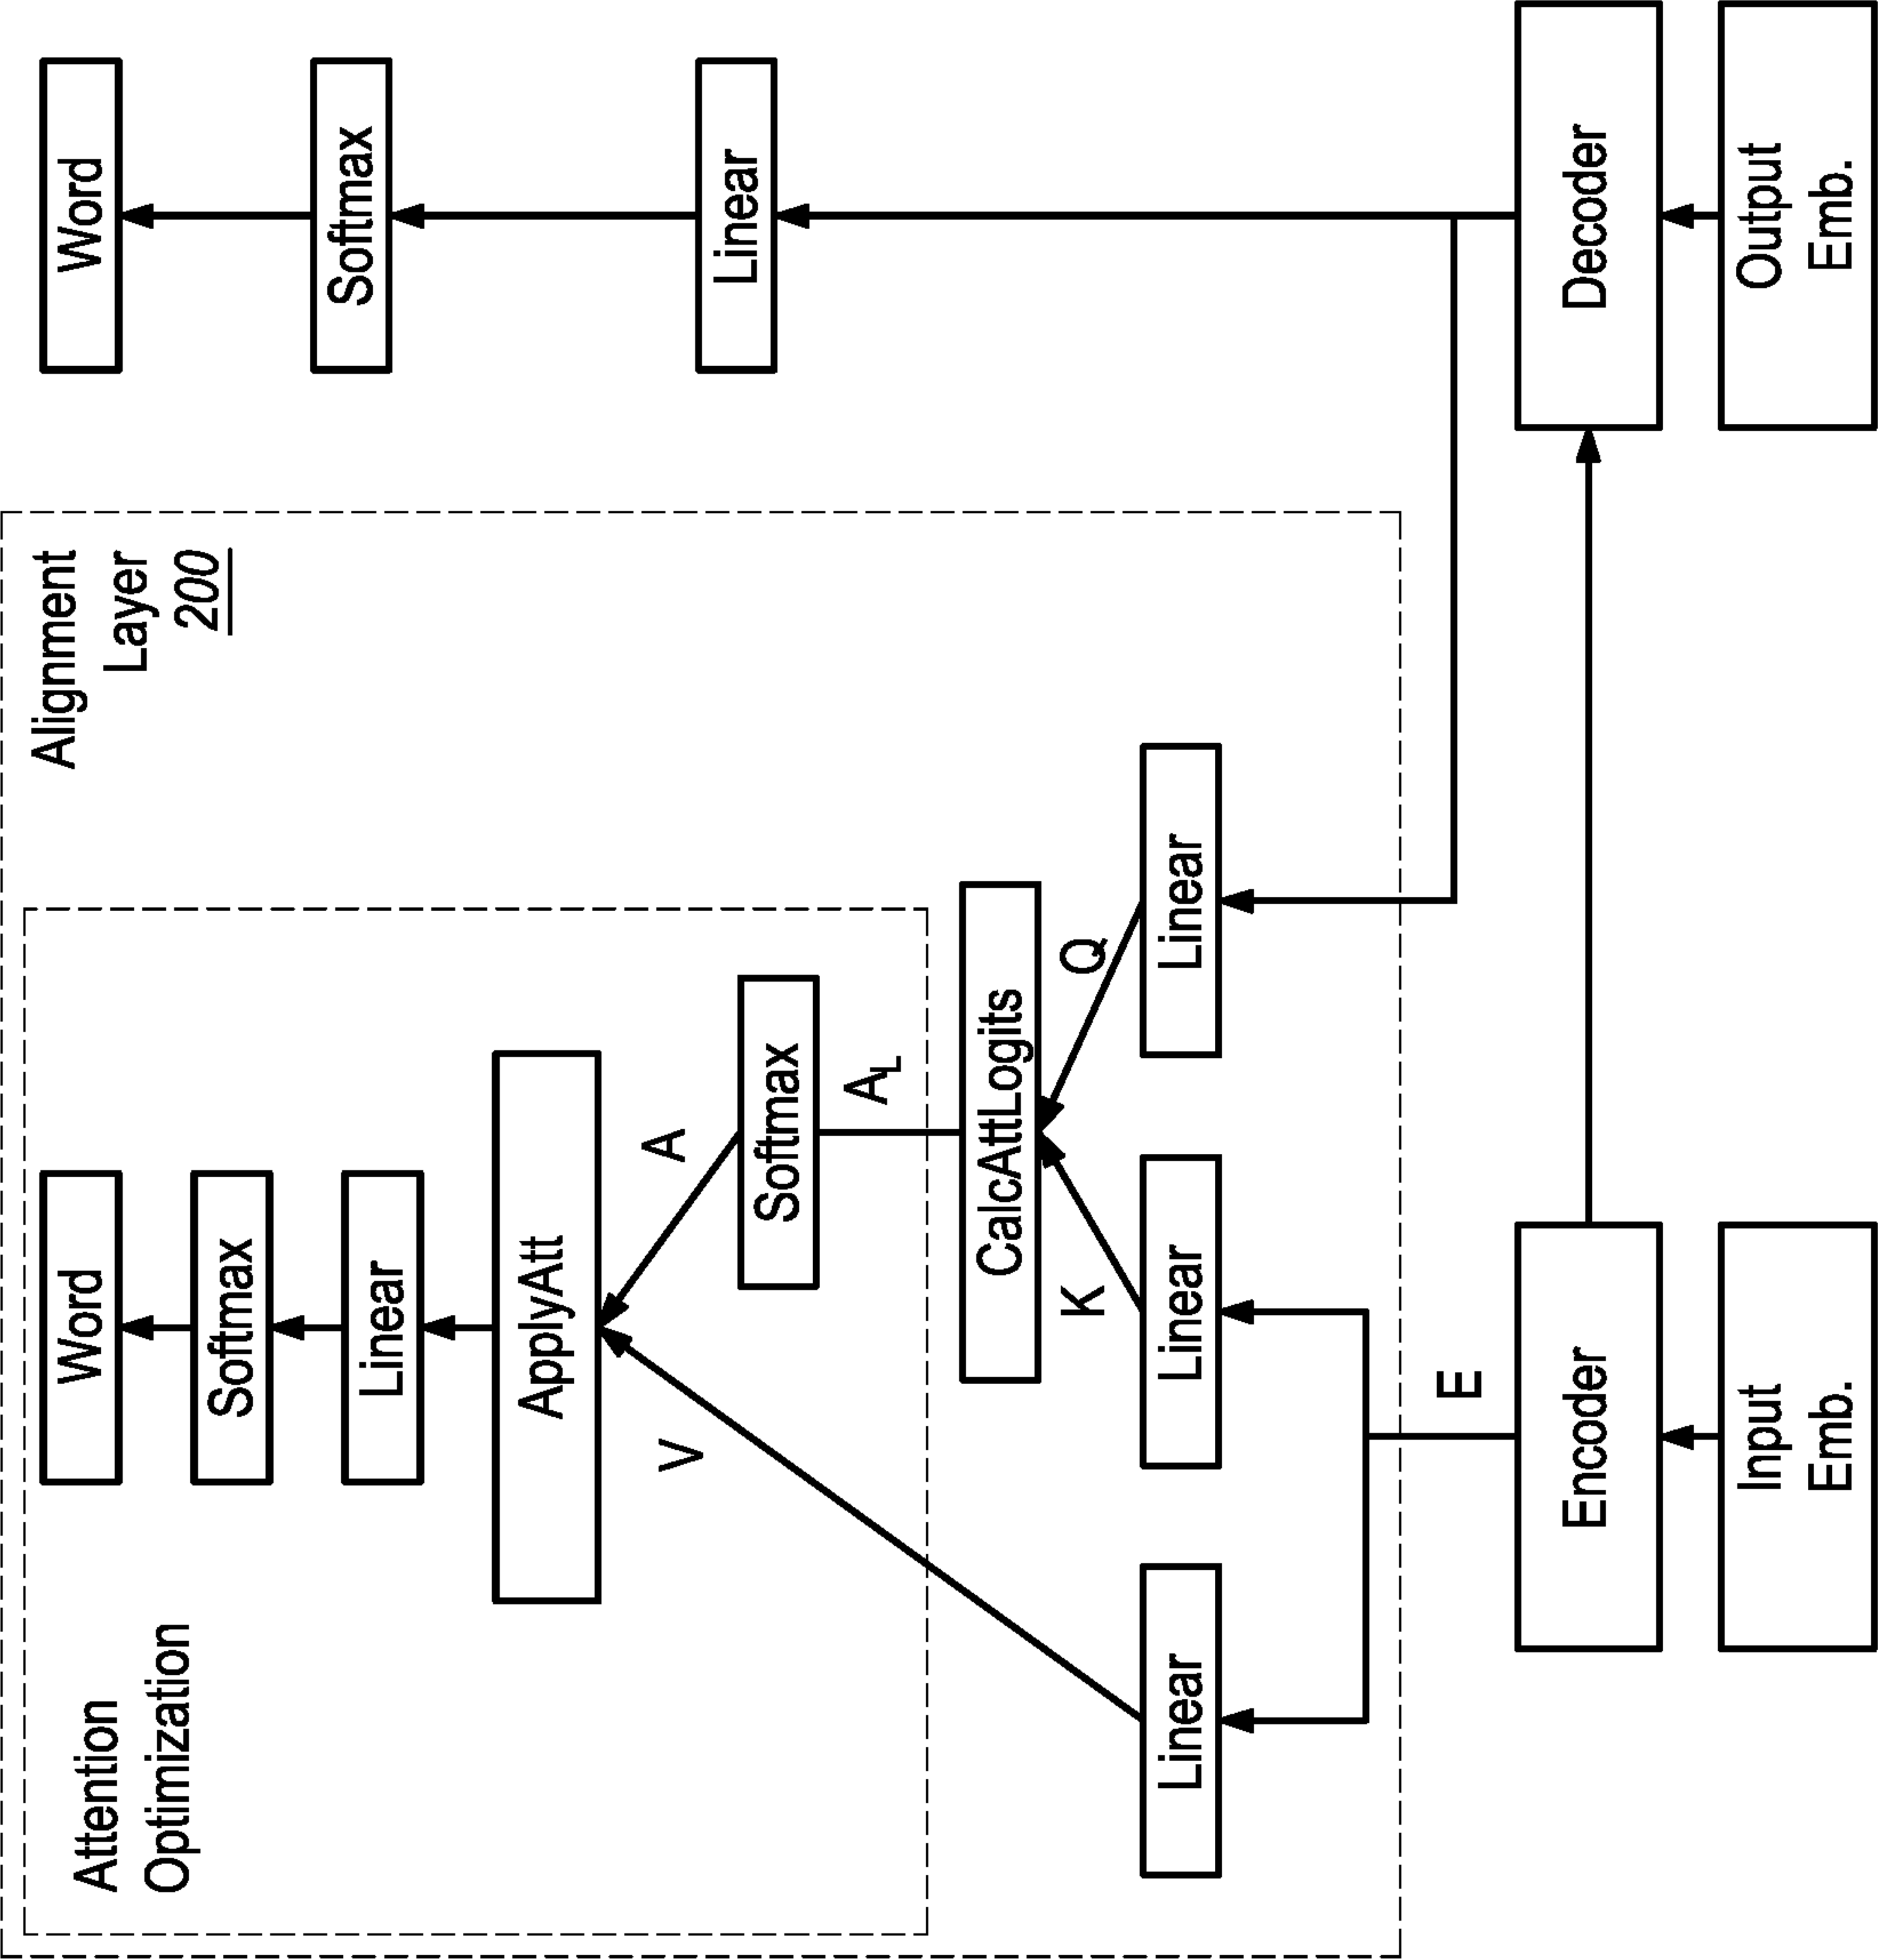 Attention
Optimization
Alignment
Layer
200
Word
Softmax
Linear
ApplyAtt
V
A
Softmax
A_L
CalcAttLogits
K
Q
Linear
Linear
Linear
E
Encoder
Input
Emb.
Word
Softmax
Linear
Decoder
Output
Emb.